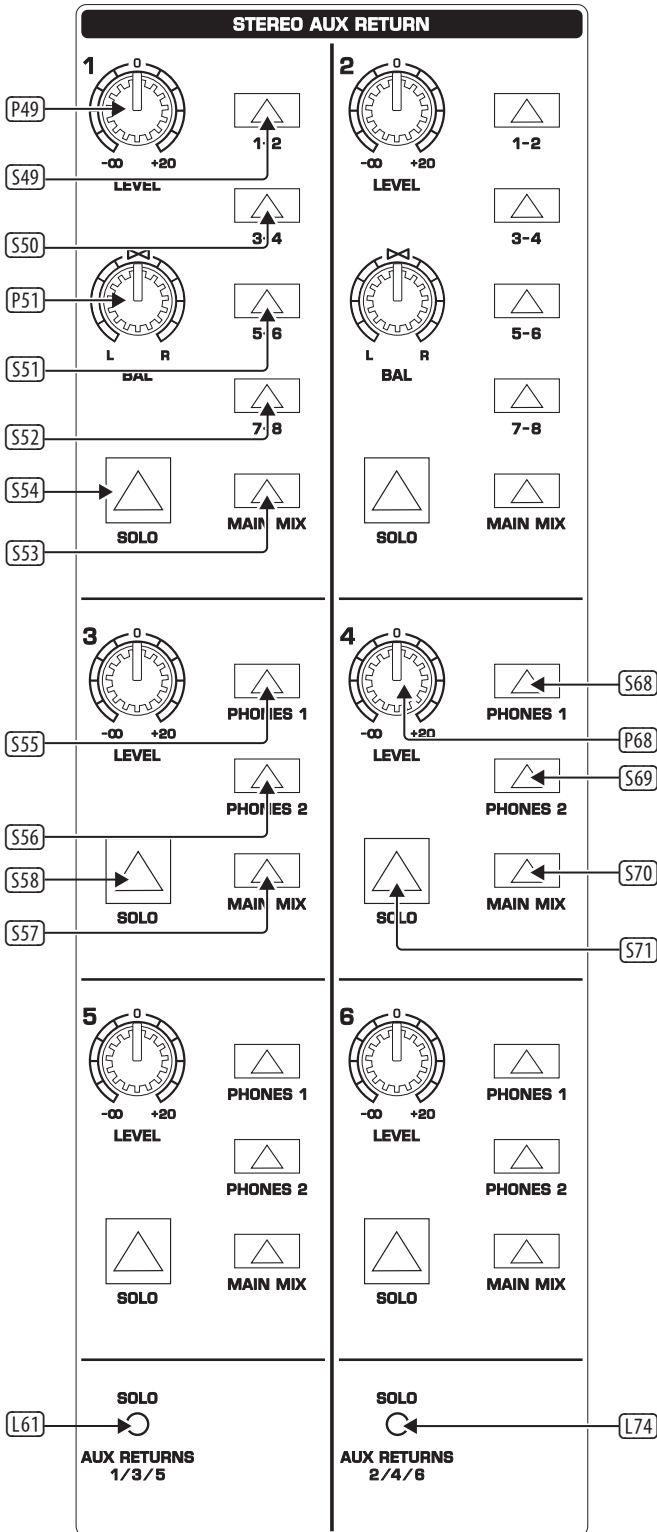 STEREO AUX RETURN
1
0
-∞ +20
LEVEL
1-2
3-4
L R
BAL
5-6
7-8
SOLO
MAIN MIX
P49
S49
S50
P51
S51
S52
S54
S53
2
0
-∞ +20
LEVEL
1-2
3-4
L R
BAL
5-6
7-8
SOLO
MAIN MIX
3
0
-∞ +20
LEVEL
PHONES 1
PHONES 2
SOLO
MAIN MIX
S55
S56
S58
S57
4
0
-∞ +20
LEVEL
PHONES 1
PHONES 2
SOLO
MAIN MIX
S68
P68
S69
S70
S71
5
0
-∞ +20
LEVEL
PHONES 1
PHONES 2
SOLO
MAIN MIX
6
0
-∞ +20
LEVEL
PHONES 1
PHONES 2
SOLO
MAIN MIX
L61
SOLO
AUX RETURNS
1/3/5
SOLO
AUX RETURNS
2/4/6
L74